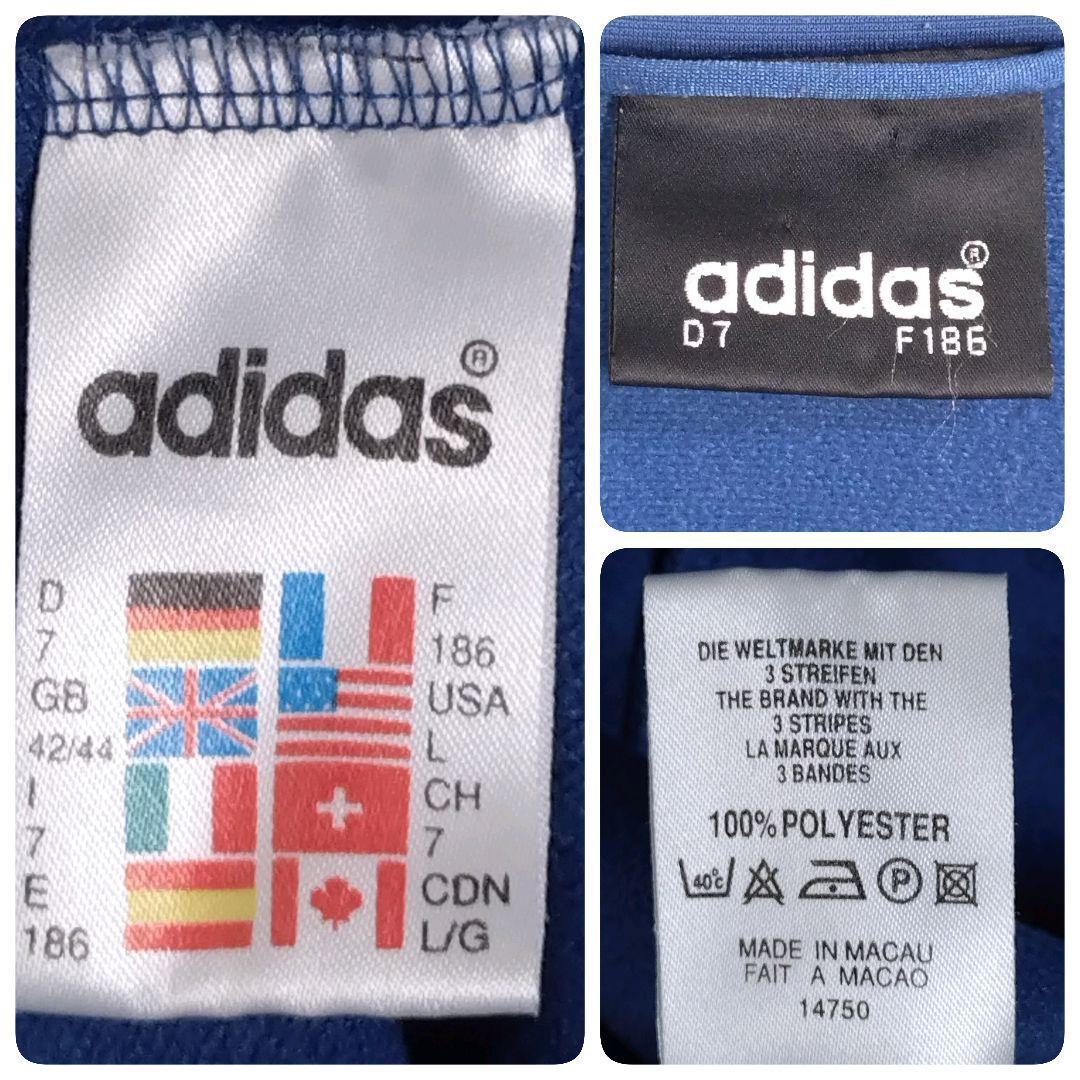 adidas®
D
7
GB
42/44
I
7
E
186
F
186
USA
L
CH
7
CDN
L/G
adidas®
D7 F186
DIE WELTMARKE MIT DEN
3 STREIFEN
THE BRAND WITH THE
3 STRIPES
LA MARQUE AUX
3 BANDES
100% POLYESTER
40°c P
MADE IN MACAU
FAIT A MACAO
14750